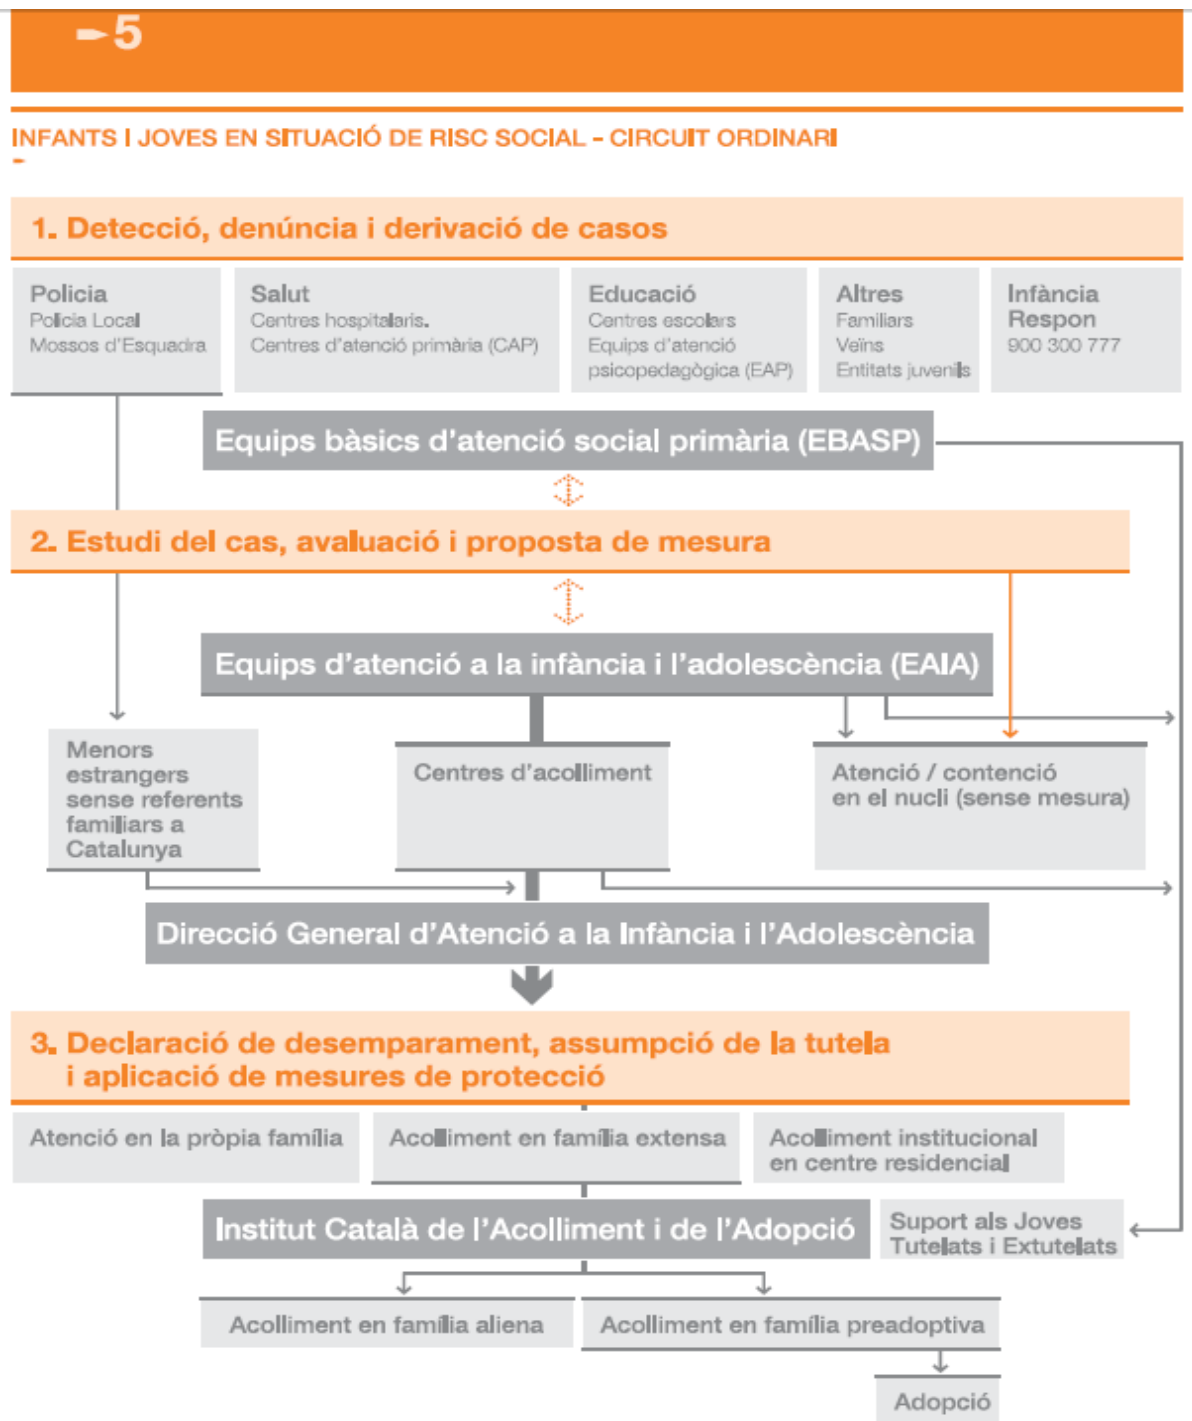 5
INFANTS I JOVES EN SITUACIÓ DE RISC SOCIAL - CIRCUIT ORDINARI
1. Detecció, denúncia i derivació de casos
Policia
Policia Local
Mossos d'Esquadra
Salut
Centres hospitalaris.
Centres d'atenció primària (CAP)
Educació
Centres escolars
Equips d'atenció
psicopedagògica (EAP)
Altres
Familiars
Veïns
Entitats juvenils
Infància
Respon
900 300 777
Equips bàsics d'atenció social primària (EBASP)
2. Estudi del cas, avaluació i proposta de mesura
Equips d'atenció a la infància i l'adolescència (EAIA)
Menors
estrangers
sense referents
familiars a
Catalunya
Centres d'acolliment
Atenció / contenció
en el nucli (sense mesura)
Direcció General d'Atenció a la Infància i l'Adolescència
3. Declaració de desemparament, assumpció de la tutela
i aplicació de mesures de protecció
Atenció en la pròpia família
Acolliment en família extensa
Acolliment institucional
en centre residencial
Institut Català de l'Acolliment i de l'Adopció
Suport als Joves
Tutelats i Extutelats
Acolliment en família aliena
Acolliment en família preadoptiva
Adopció